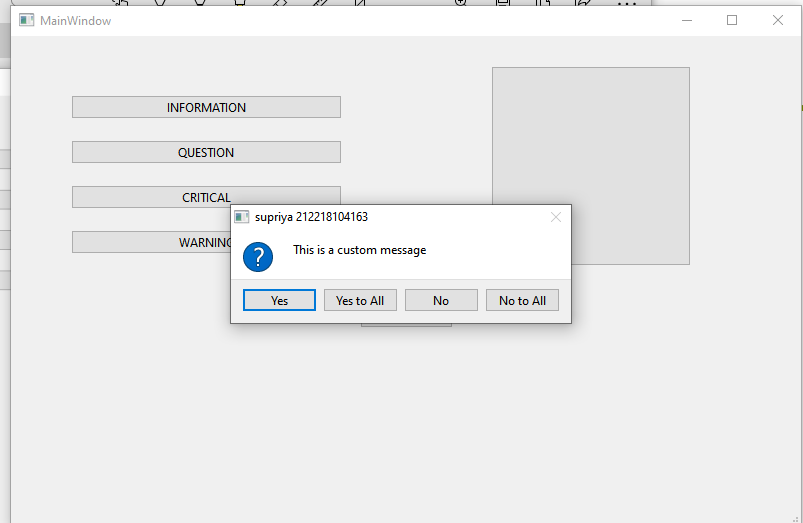 MainWindow
INFORMATION
QUESTION
CRITICAL
WARNING
supriya 212218104163
?
This is a custom message
Yes
Yes to All
No
No to All